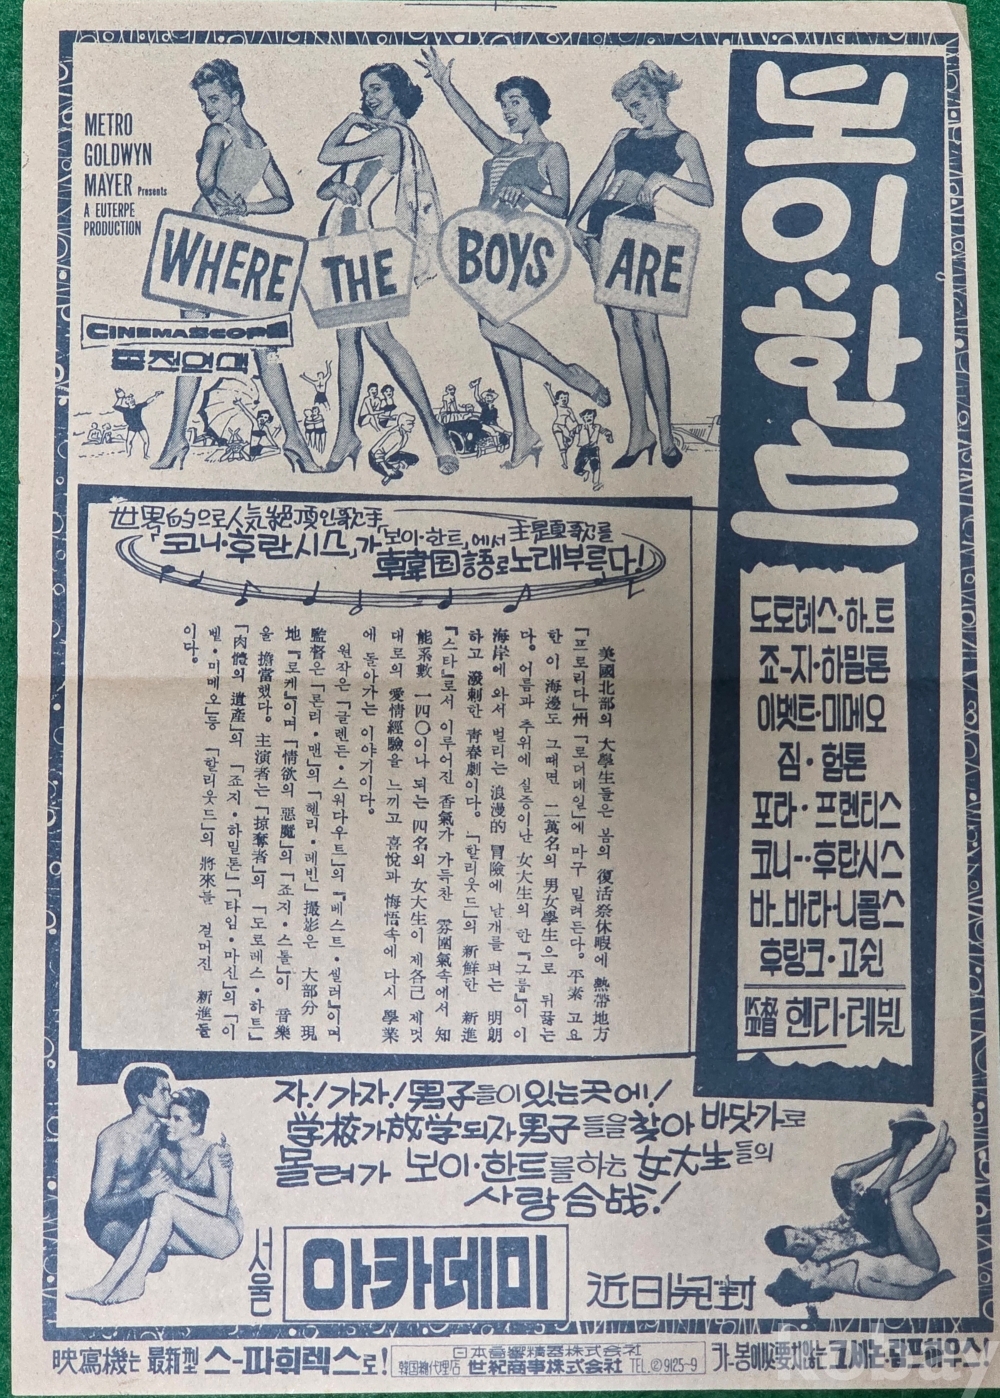 METRO
GOLDWYN
MAYER Presents
A EUTERPE
PRODUCTION
WHERE THE BOYS ARE
CINEMASCOPE
총전연색
보이·한트
世界的으로 人気絕頂인 歌手
코니·후란시스가 「보이·한트」에서 主題歌를
韓国語로 노래부른다!
美國北部의 大學生들은 봄의 復活祭休暇에 熱帶地方
『프로리다』州 『로더데일』에 마구 밀려든다。平素 고요
한 이 海邊도 그때면 二萬名의 男女學生으로 뒤끓는
다。어름과 추위에 실증이난 女大生의 한 『그룹』이 이
海岸에 와서 벌리는 浪漫的 冒險에 날개를 펴는 明朗
하고 潑剌한 靑春劇이다。「할리웃드」의 新鮮한 新進
『스타』로서 이루어진 香氣가 가득찬 雰圍氣속에서 知
能系數 一四○이나 되는 四名의 女大生이 제各己 제멋
대로의 愛情經驗을 느끼고 喜悅과 悔悟속에 다시 學業
에 돌아가는 이야기이다。
원작은 「글렌든·스워다우트」의 『베스트·셀러』이며
監督은 「론리·맨」의 「헨리·레빈」 撮影은 大部分 現
地 『로케』이며 「情欲의 惡魔」의 「죠지·스톨」이 音樂
을 擔當했다。主演者는 「掠奪者」의 「도로레스·하트」
「肉體의 遺產」의 「죠지·하밀톤」「타임·마신」의 「이
벨·미메오」등 「할리웃드」의 將來를 걸머진 新進들
이다。
도로레스·하_트
죠-지·하밀톤
이벳트·미메오
짐·헡톤
포라·프렌티스
코니-·후란시스
바_바라·니콜스
후랑크·고쉰
監督 헨리·레빈
자! 가자! 男子들이 있는 곳에!
学校가 放学되자 男子들을 찾아 바닷가로
몰려가 보이·한트를 하는 女大生들의
사랑合战!
서울 아카데미 近日開封
映寫機는 最新型 스-파휘렉스로!
日本音響精器株式会社
韓国總代理店 世紀商事株式会社 TEL.② 9125-9
kobay